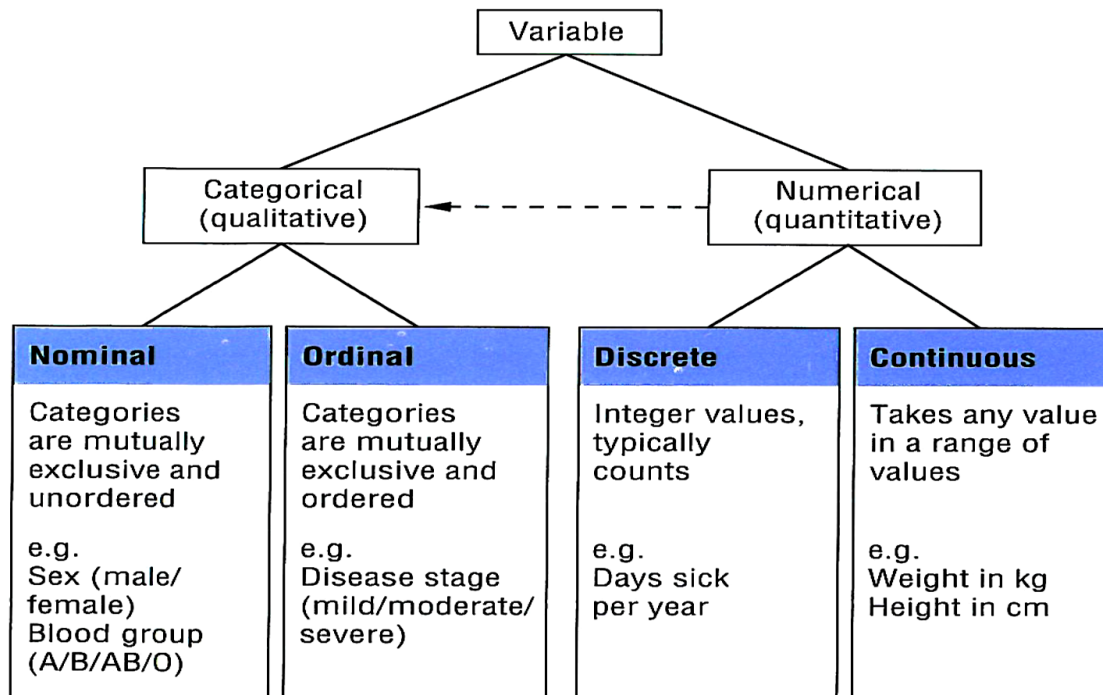 Variable
Categorical
(qualitative)
Numerical
(quantitative)
Nominal
Categories
are mutually
exclusive and
unordered
e.g.
Sex (male/
female)
Blood group
(A/B/AB/O)
Ordinal
Categories
are mutually
exclusive and
ordered
e.g.
Disease stage
(mild/moderate/
severe)
Discrete
Integer values,
typically
counts
e.g.
Days sick
per year
Continuous
Takes any value
in a range of
values
e.g.
Weight in kg
Height in cm